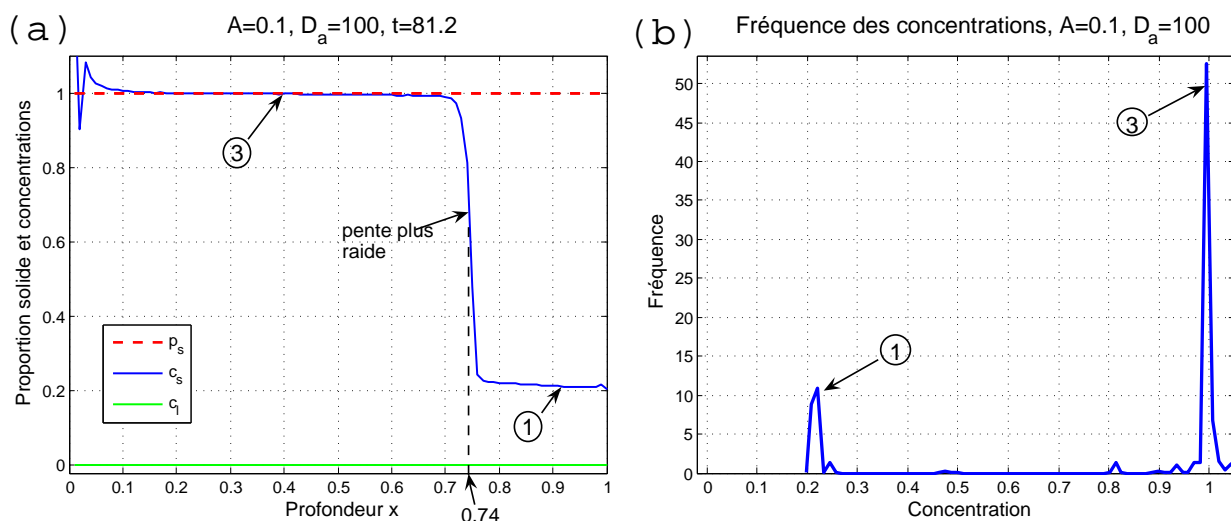 (a)
A=0.1, D_a=100, t=81.2
Proportion solide et concentrations
1
0.8
0.6
0.4
0.2
0
3
pente plus
raide
1
p_s
c_s
c_l
0 0.1 0.2 0.3 0.4 0.5 0.6 0.7 0.8 0.9 1
Profondeur x
0.74
(b)
Fréquence des concentrations, A=0.1, D_a=100
Fréquence
50
45
40
35
30
25
20
15
10
5
0
3
1
0 0.1 0.2 0.3 0.4 0.5 0.6 0.7 0.8 0.9 1
Concentration